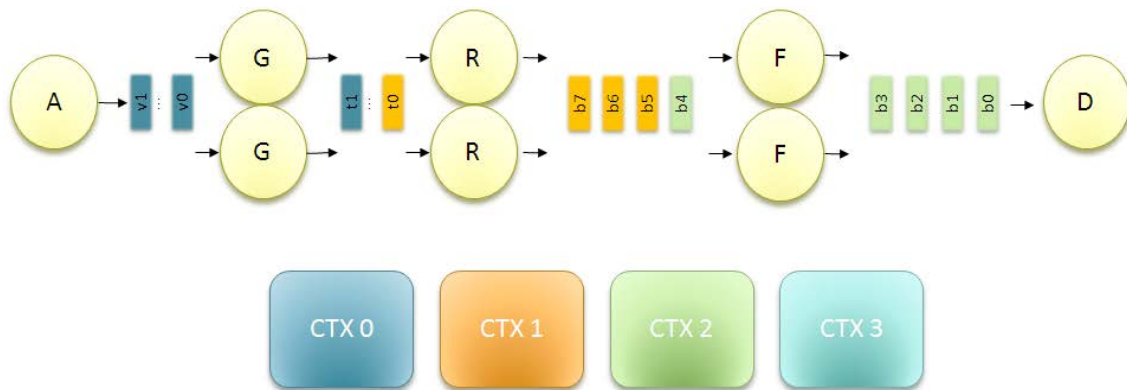 A
v1
...
v0
G
G
t1
...
t0
R
R
b7
b6
b5
b4
F
F
b3
b2
b1
b0
D
CTX 0
CTX 1
CTX 2
CTX 3